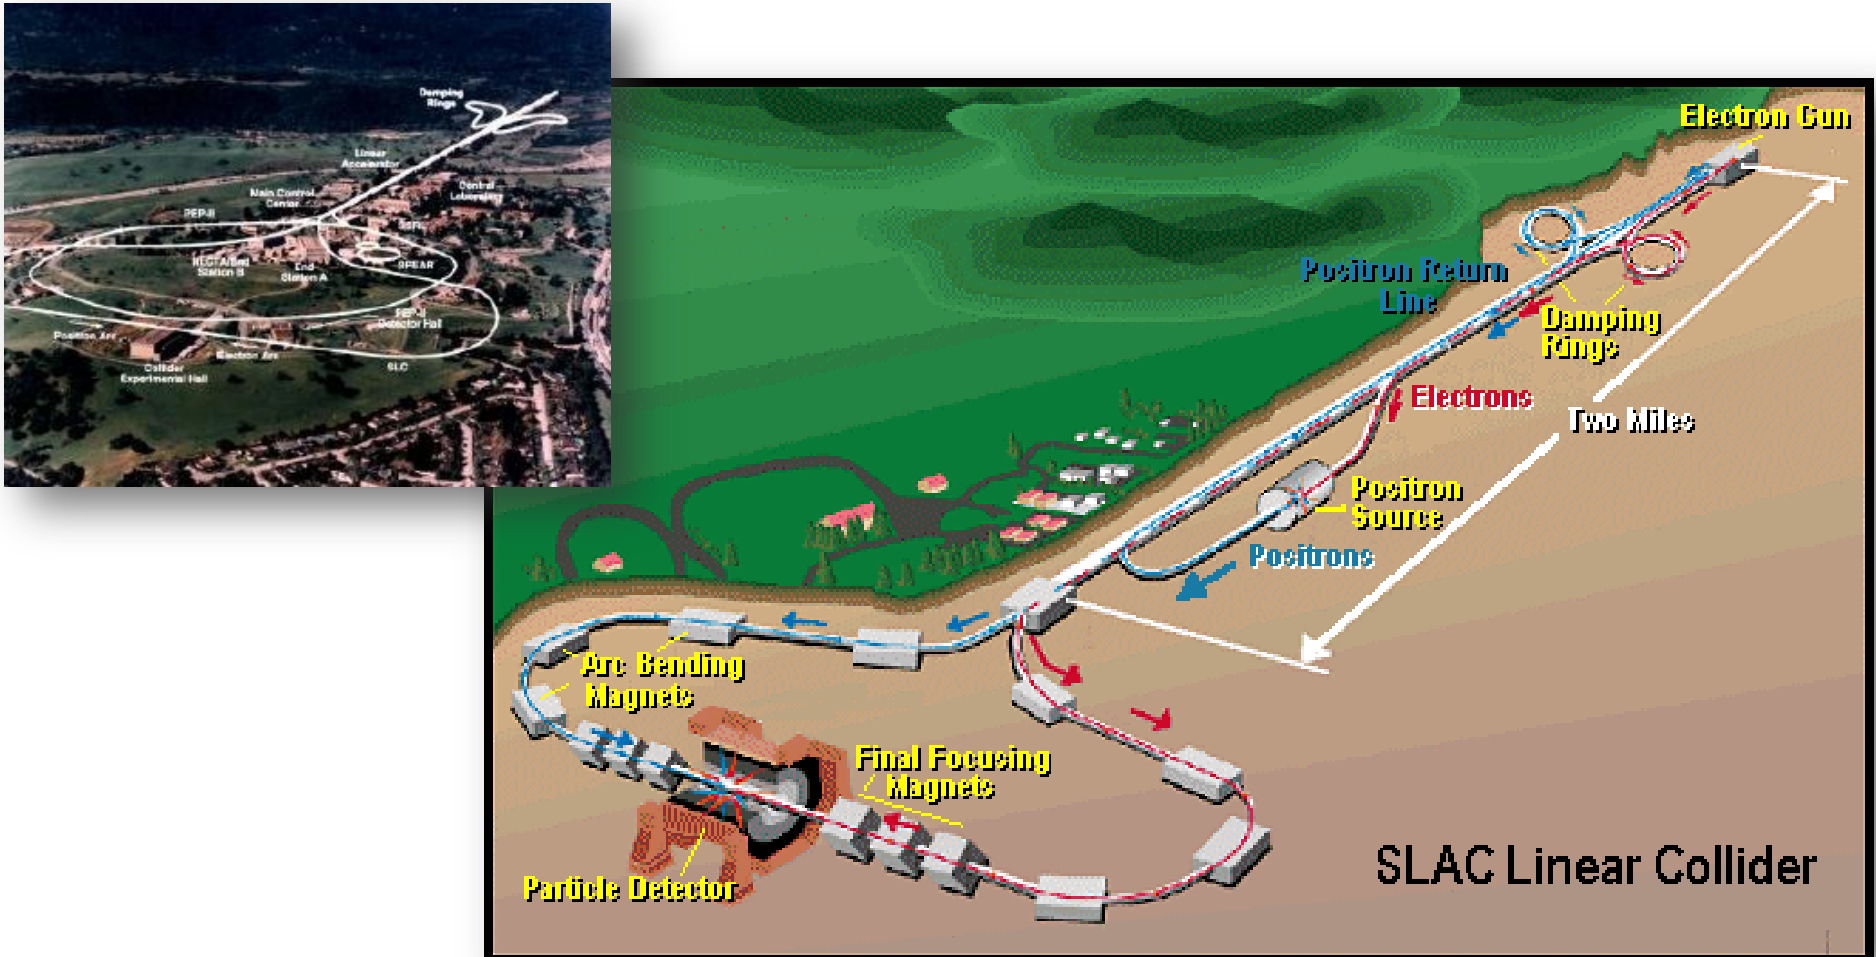 Damping
Rings
Linear
Accelerator
Main Control
Center
Central
Laboratory
PEP-II
SPEAR
Station B
End
Station A
PEP-II
Detector Hall
Positron Arc
Electron Arc
Collider
Experimental Hall
SLC
Electron Gun
Positron Return
Line
Damping
Rings
Electrons
Two Miles
Positron
Source
Positrons
Arc Bending
Magnets
Final Focusing
Magnets
Particle Detector
SLAC Linear Collider